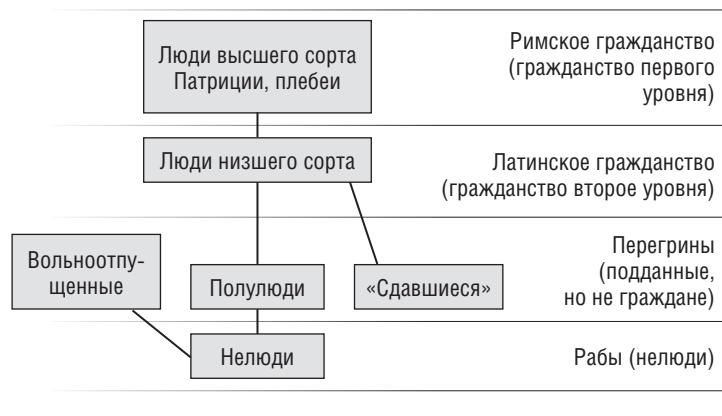 Люди высшего сорта
Патриции, плебеи
Римское гражданство
(гражданство первого
уровня)
Люди низшего сорта
Латинское гражданство
(гражданство второе уровня)
Вольноотпу-
щенные
Полулюди
«Сдавшиеся»
Перегрины
(подданные,
но не граждане)
Нелюди
Рабы (нелюди)